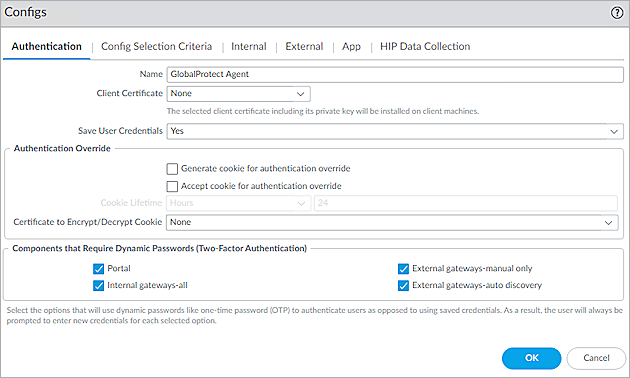 Configs
Authentication | Config Selection Criteria | Internal | External | App | HIP Data Collection
Name GlobalProtect Agent
Client Certificate None
The selected client certificate including its private key will be installed on client machines.
Save User Credentials Yes
Authentication Override
Generate cookie for authentication override
Accept cookie for authentication override
Cookie Lifetime Hours 24
Certificate to Encrypt/Decrypt Cookie None
Components that Require Dynamic Passwords (Two-Factor Authentication)
Portal External gateways-manual only
Internal gateways-all External gateways-auto discovery
Select the options that will use dynamic passwords like one-time password (OTP) to authenticate users as opposed to using saved credentials. As a result, the user will always be
prompted to enter new credentials for each selected option.
OK Cancel